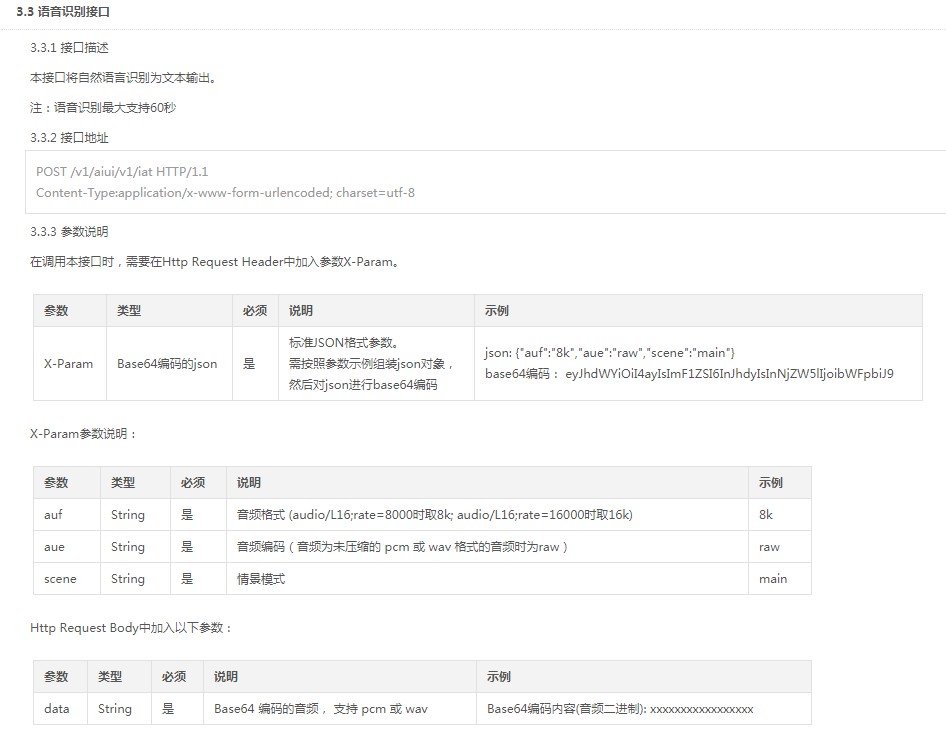 3.3 语音识别接口
3.3.1 接口描述
本接口将自然语言识别为文本输出。
注：语音识别最大支持60秒
3.3.2 接口地址
POST /v1/aiui/v1/iat HTTP/1.1
Content-Type:application/x-www-form-urlencoded; charset=utf-8
3.3.3 参数说明
在调用本接口时，需要在Http Request Header中加入参数X-Param。
参数 类型 必须 说明 示例
X-Param Base64编码的json 是 标准JSON格式参数。
需按照参数示例组装json对象，
然后对json进行base64编码
json: {"auf":"8k","aue":"raw","scene":"main"}
base64编码： eyJhdWYiOiI4ayIsImF1ZSI6InJhdyIsInNjZW5lIjoibWFpbiJ9
X-Param参数说明：
参数 类型 必须 说明 示例
auf String 是 音频格式 (audio/L16;rate=8000时取8k; audio/L16;rate=16000时取16k) 8k
aue String 是 音频编码（音频为未压缩的 pcm 或 wav 格式的音频时为raw） raw
scene String 是 情景模式 main
Http Request Body中加入以下参数：
参数 类型 必须 说明 示例
data String 是 Base64 编码的音频， 支持 pcm 或 wav Base64编码内容(音频二进制): xxxxxxxxxxxxxxxxx